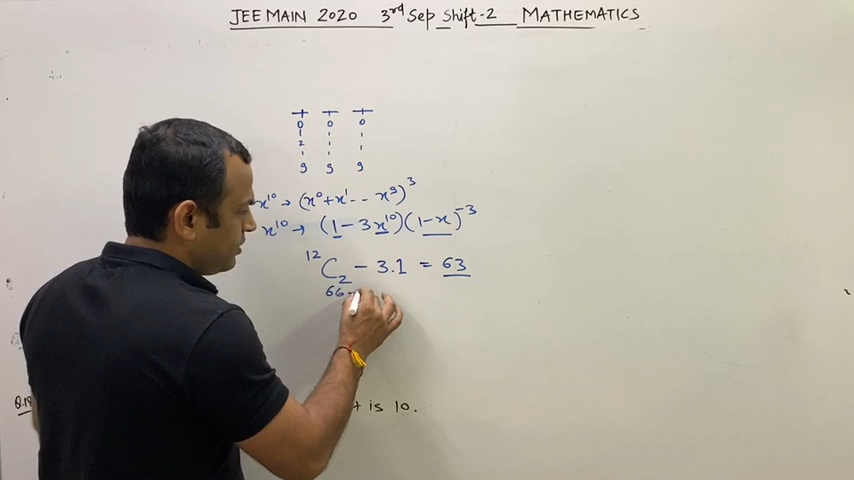 JEE MAIN 2020 3rd Sep Shift-2 MATHEMATICS
+ + +
0 0 0
1 ' '
2 ' '
' ' '
9 9 9
x¹⁰ → (x⁰+x¹ -- x⁹)³
x¹⁰ → (1 - 3x¹⁰)(1-x)⁻³
¹²C₂ - 3.1 = 63
66 -
is 10.